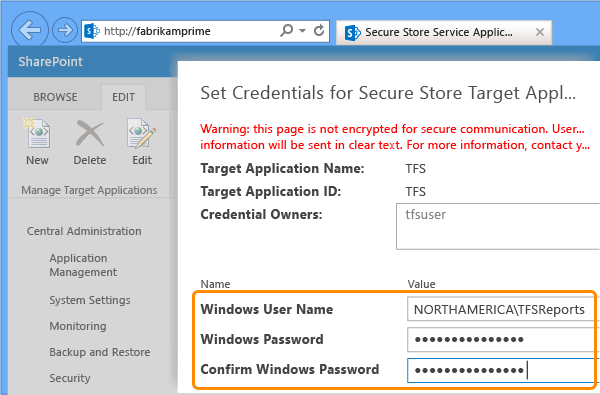 http://fabrikamprime
Secure Store Service Applic...
SharePoint
BROWSE EDIT
New Delete Edit
Manage Target Applications
Central Administration
Application
Management
System Settings
Monitoring
Backup and Restore
Security
Set Credentials for Secure Store Target Appl...
Warning: this page is not encrypted for secure communication. User...
information will be sent in clear text. For more information, contact y...
Target Application Name: TFS
Target Application ID: TFS
Credential Owners: tfsuser
Name Value
Windows User Name NORTHAMERICA\TFSReports
Windows Password •••••••••••••••
Confirm Windows Password •••••••••••••••